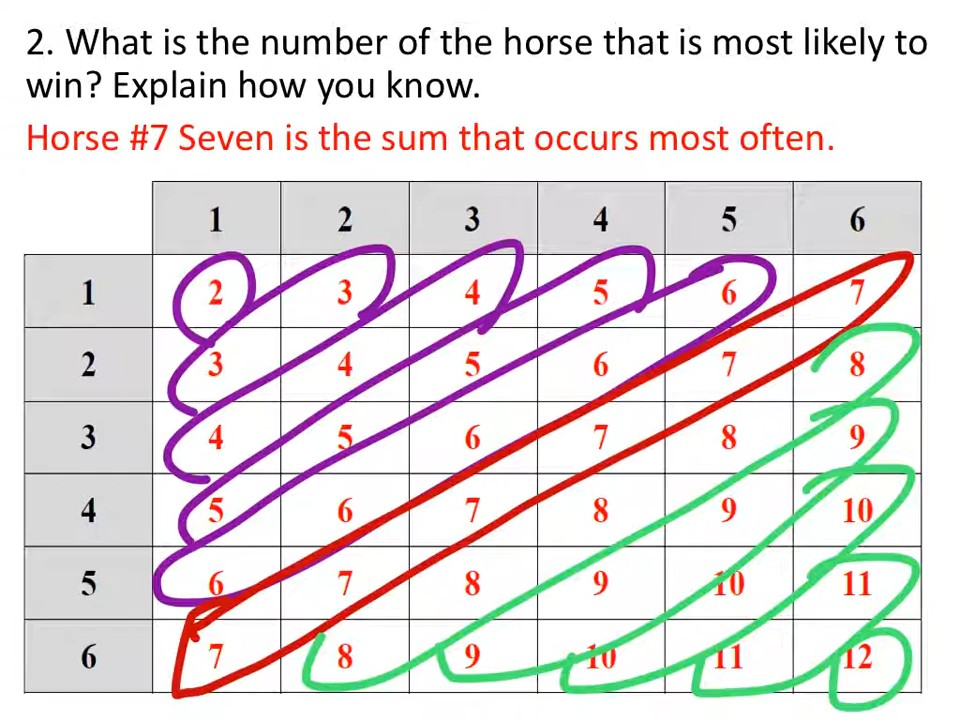 2. What is the number of the horse that is most likely to
win? Explain how you know.
Horse #7 Seven is the sum that occurs most often.
1 2 3 4 5 6
1 2 3 4 5 6 7
2 3 4 5 6 7 8
3 4 5 6 7 8 9
4 5 6 7 8 9 10
5 6 7 8 9 10 11
6 7 8 9 10 11 12